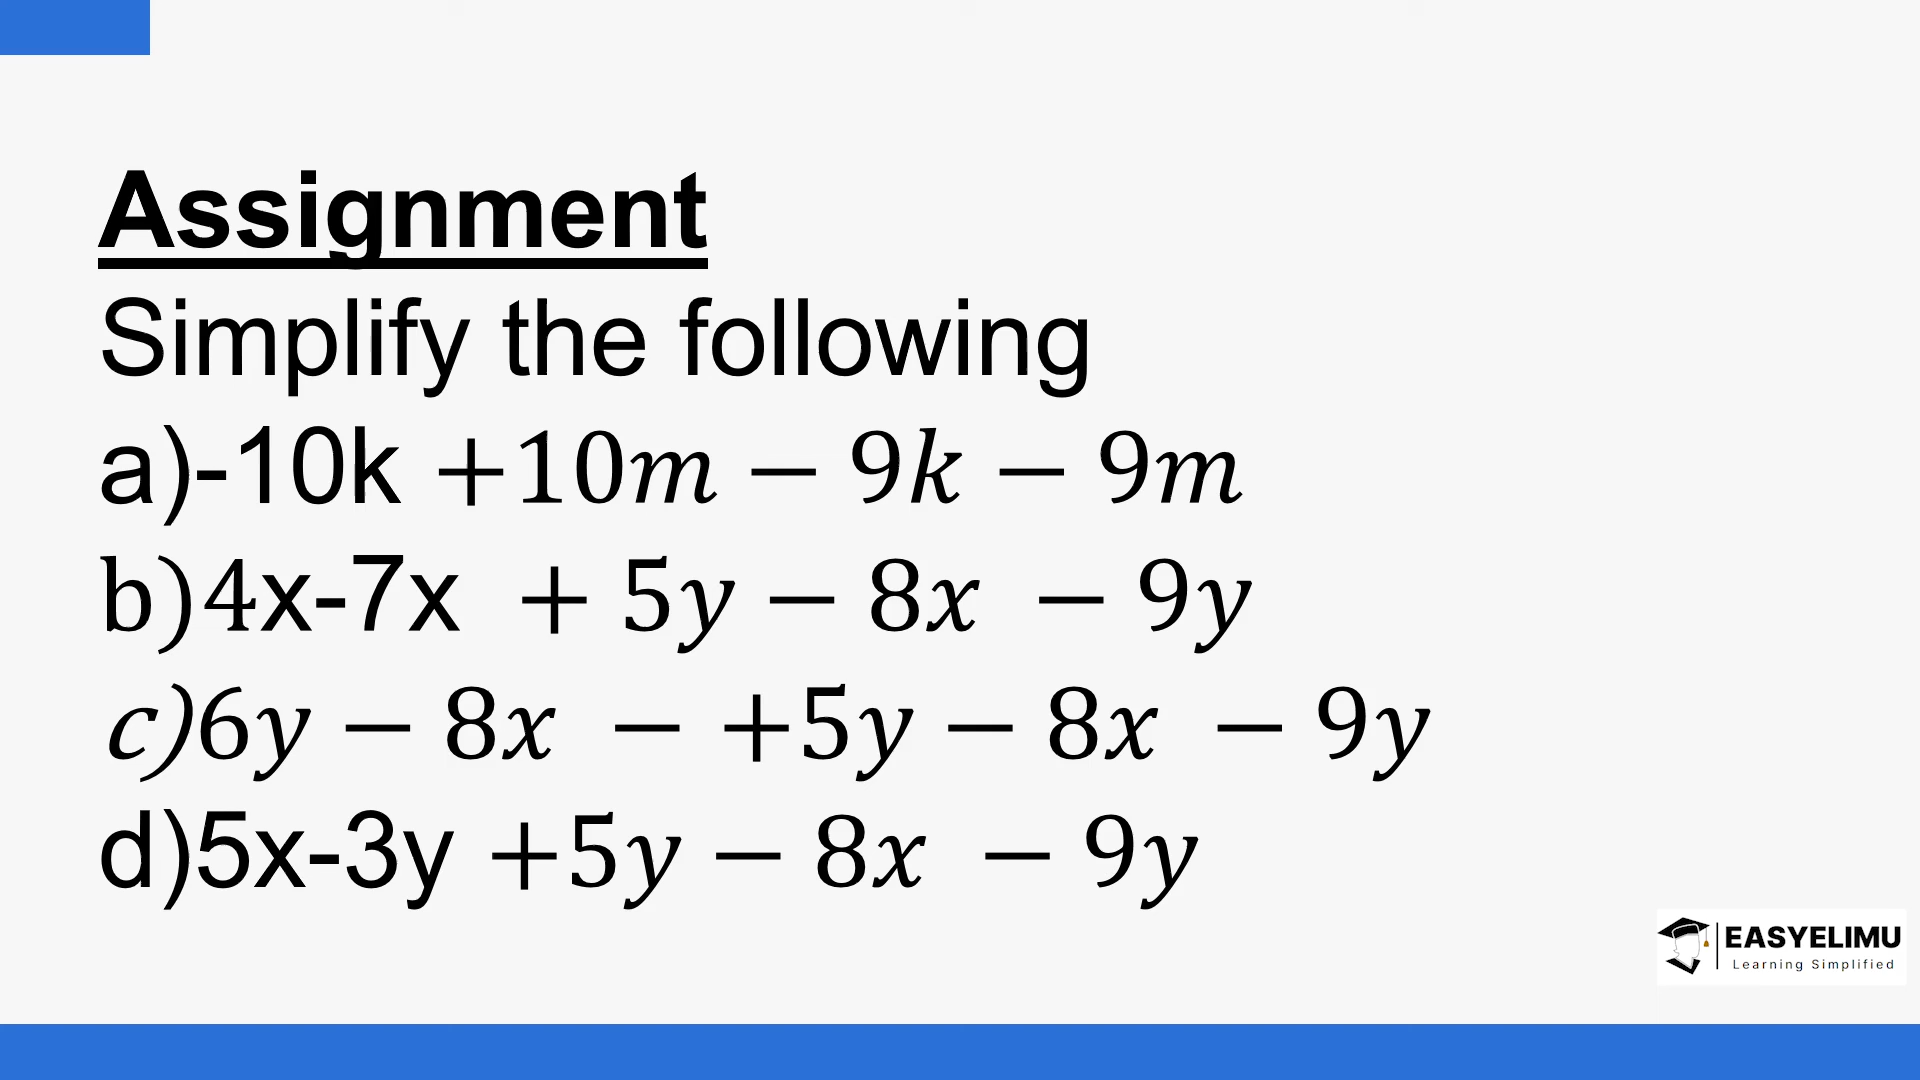 Assignment
Simplify the following
a)-10k +10m − 9k − 9m
b)4x-7x + 5y − 8x − 9y
c)6y − 8x − +5y − 8x − 9y
d)5x-3y +5y − 8x − 9y
EASYELIMU
Learning Simplified